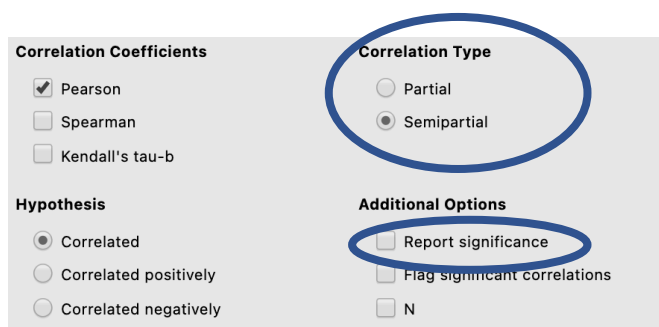 Correlation Coefficients
Pearson
Spearman
Kendall's tau-b
Correlation Type
Partial
Semipartial
Hypothesis
Correlated
Correlated positively
Correlated negatively
Additional Options
Report significance
Flag significant correlations
N